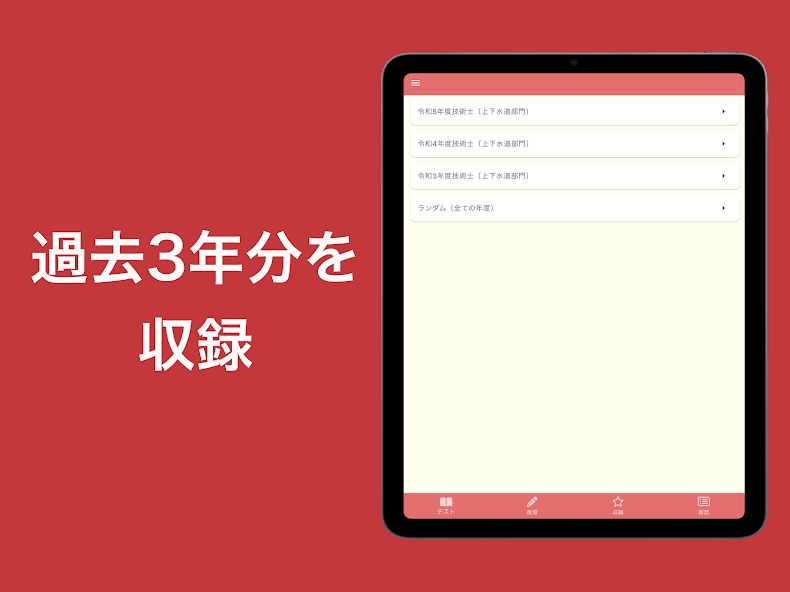 過去3年分を
収録
令和5年度技術士〔上下水道部門〕
令和4年度技術士〔上下水道部門〕
令和3年度技術士〔上下水道部門〕
ランダム（全ての年度）
テスト
復習
収録
履歴